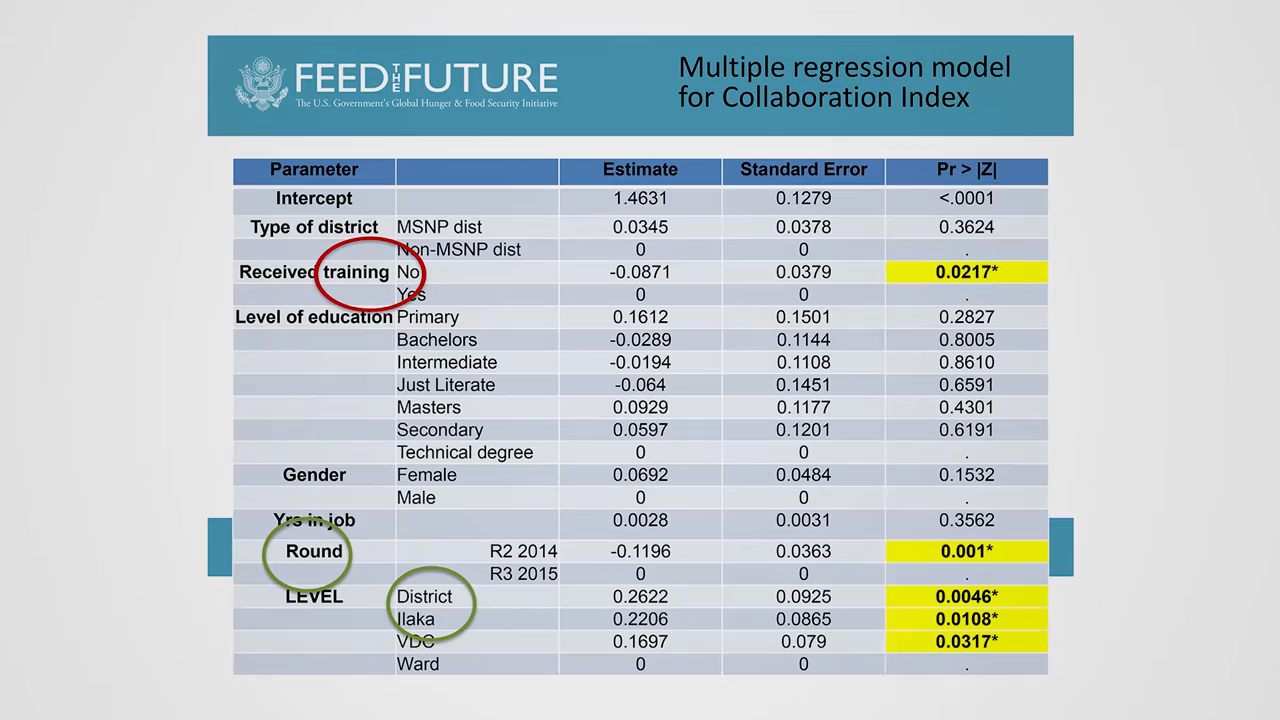 FEED THE FUTURE
The U.S. Government's Global Hunger & Food Security Initiative
Multiple regression model
for Collaboration Index
Parameter Estimate Standard Error Pr > |Z|
Intercept 1.4631 0.1279 <.0001
Type of district MSNP dist 0.0345 0.0378 0.3624
Non-MSNP dist 0 0 .
Received training No -0.0871 0.0379 0.0217*
Yes 0 0 .
Level of education Primary 0.1612 0.1501 0.2827
Bachelors -0.0289 0.1144 0.8005
Intermediate -0.0194 0.1108 0.8610
Just Literate -0.064 0.1451 0.6591
Masters 0.0929 0.1177 0.4301
Secondary 0.0597 0.1201 0.6191
Technical degree 0 0 .
Gender Female 0.0692 0.0484 0.1532
Male 0 0 .
Yrs in job 0.0028 0.0031 0.3562
Round R2 2014 -0.1196 0.0363 0.001*
R3 2015 0 0 .
LEVEL District 0.2622 0.0925 0.0046*
Ilaka 0.2206 0.0865 0.0108*
VDC 0.1697 0.079 0.0317*
Ward 0 0 .